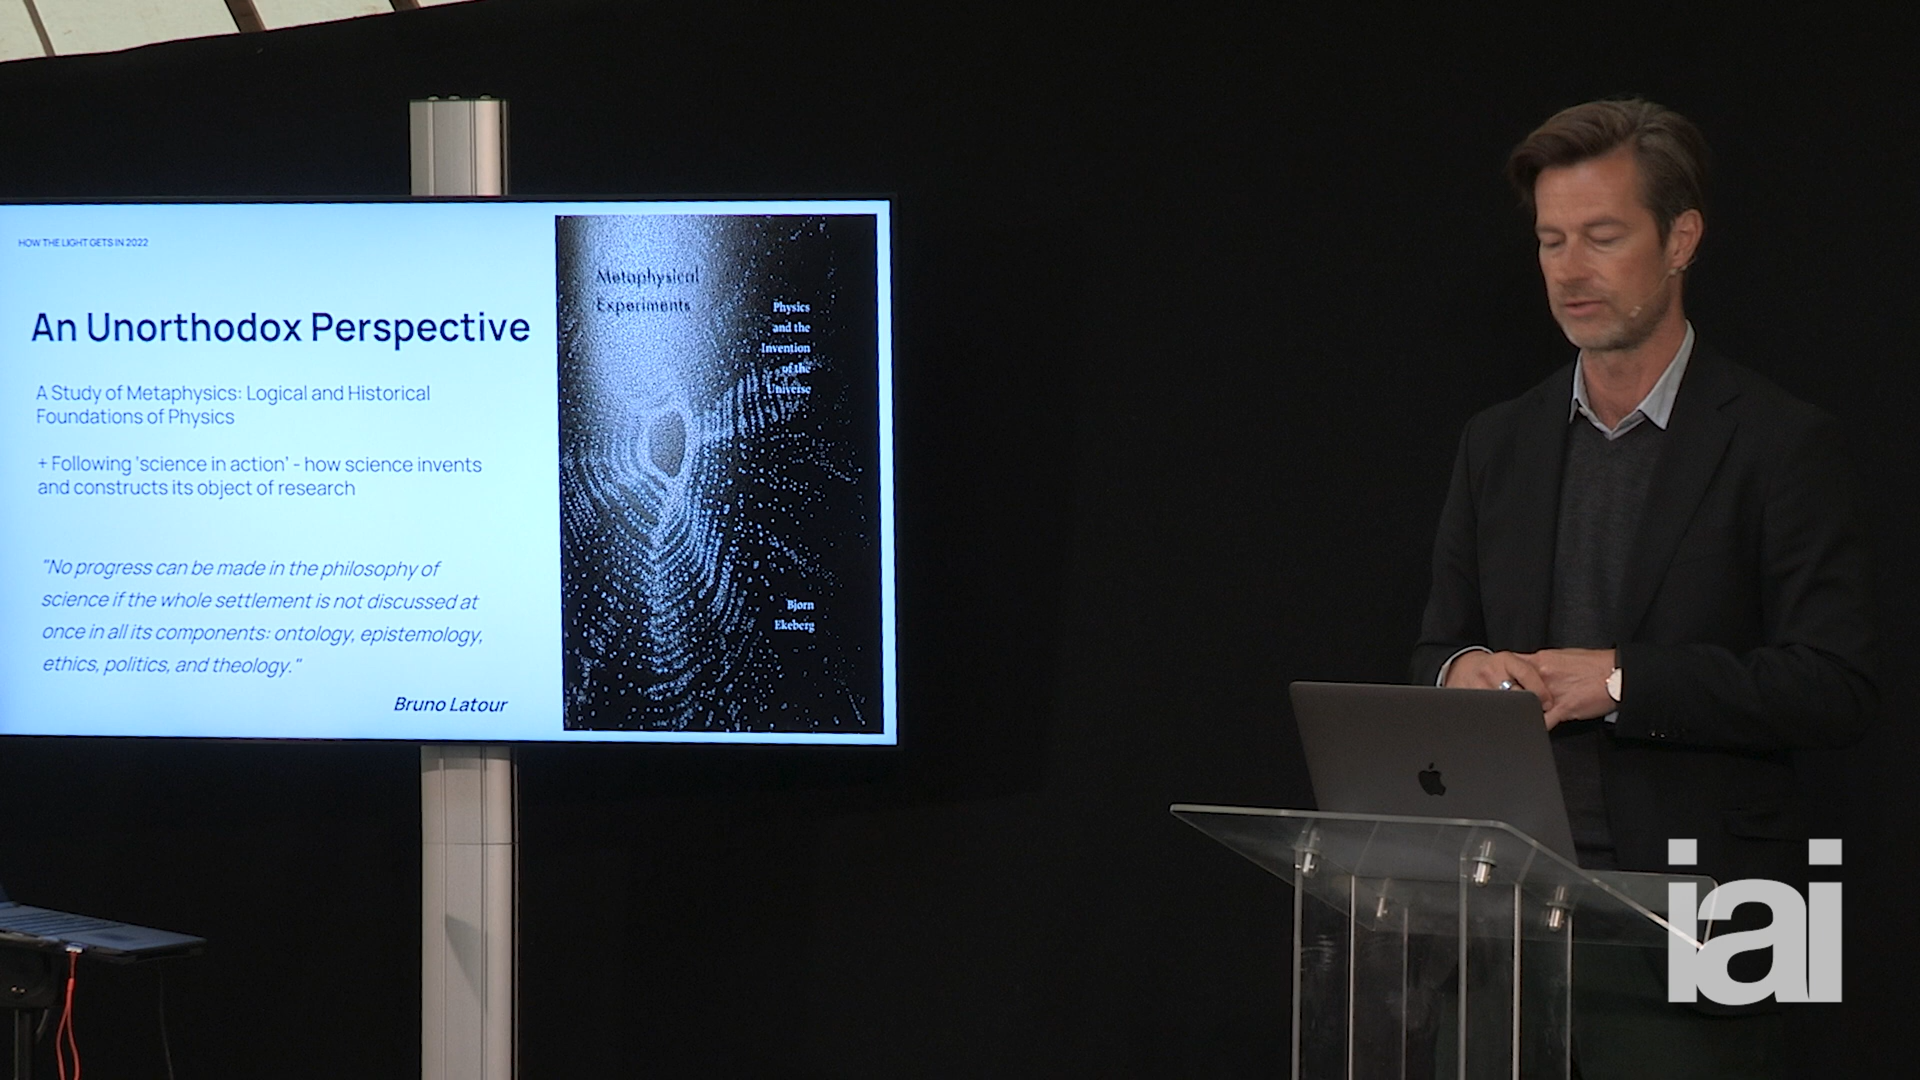 HOW THE LIGHT GETS IN 2022
An Unorthodox Perspective
A Study of Metaphysics: Logical and Historical
Foundations of Physics
+ Following 'science in action' - how science invents
and constructs its object of research
"No progress can be made in the philosophy of
science if the whole settlement is not discussed at
once in all its components: ontology, epistemology,
ethics, politics, and theology."
Bruno Latour
Metaphysical
Experiments
Physics
and the
Invention
of the
Universe
Bjørn
Ekeberg
iai